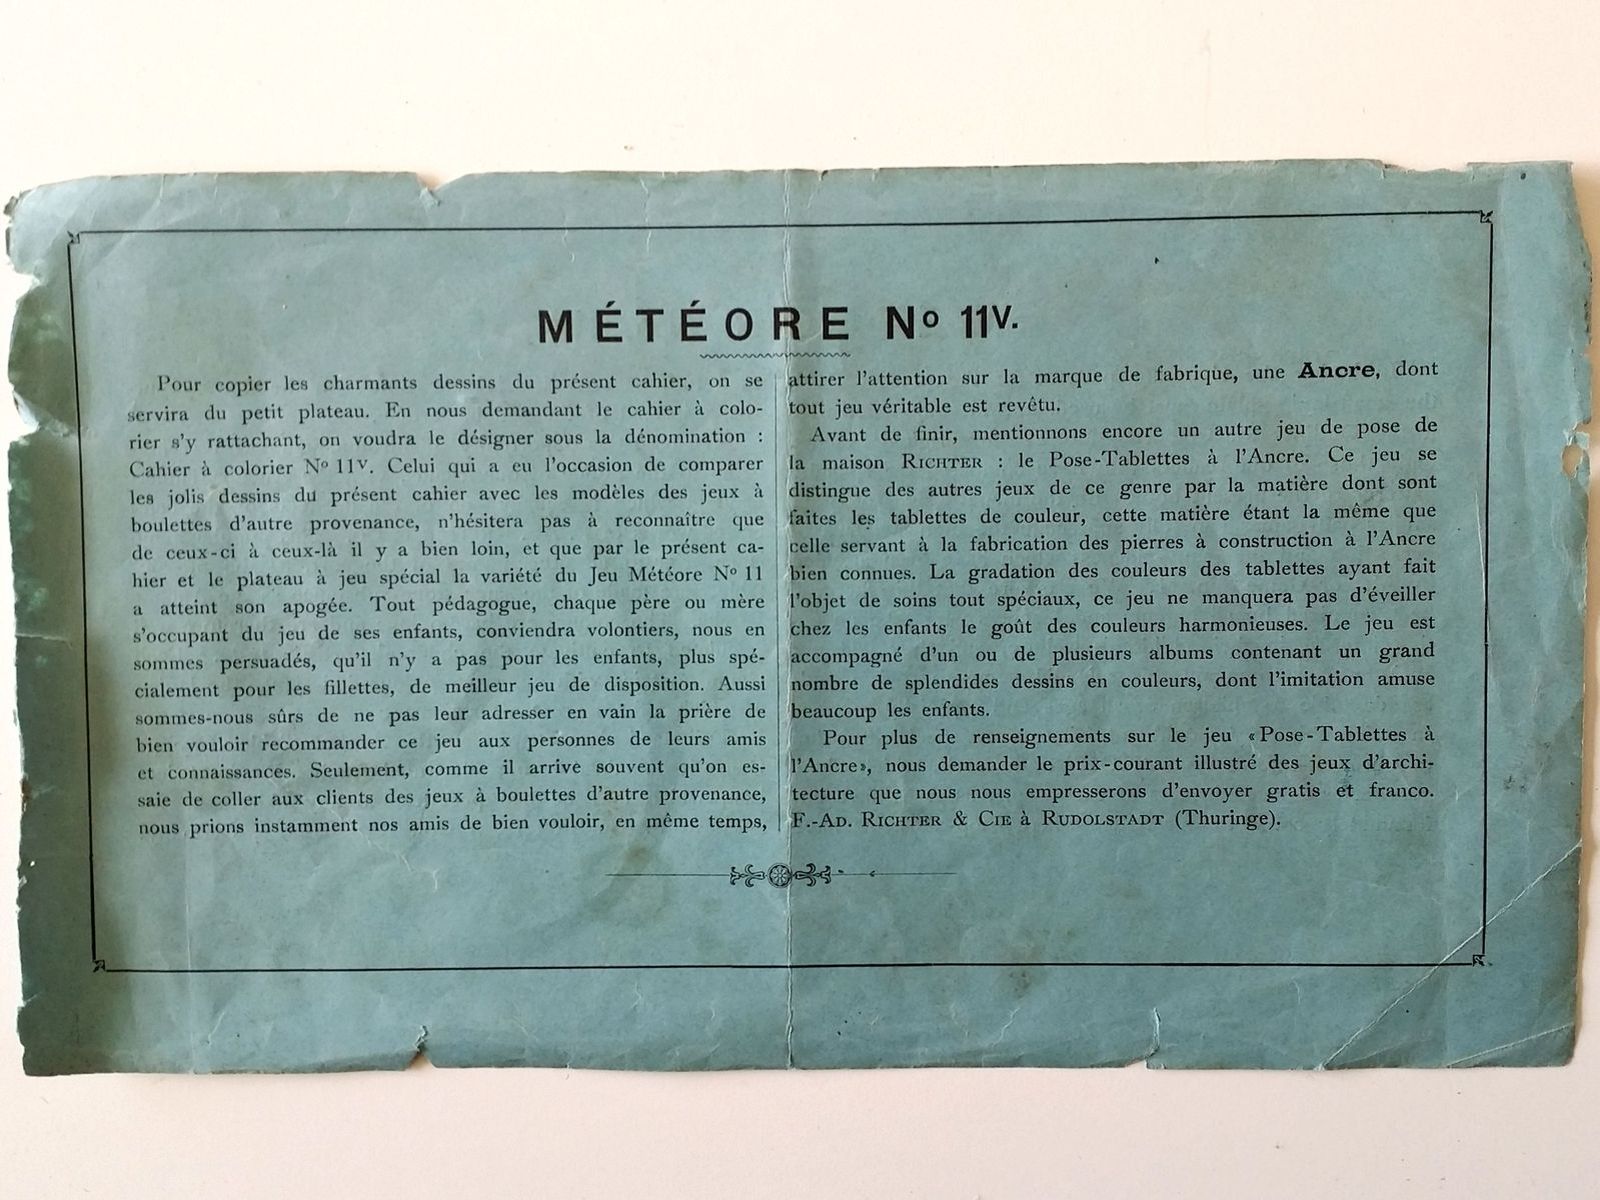 MÉTÉORE Nº 11V.
Pour copier les charmants dessins du présent cahier, on se
servira du petit plateau. En nous demandant le cahier à colo-
rier s'y rattachant, on voudra le désigner sous la dénomination :
Cahier à colorier Nº 11V. Celui qui a eu l'occasion de comparer
les jolis dessins du présent cahier avec les modèles des jeux à
boulettes d'autre provenance, n'hésitera pas à reconnaître que
de ceux-ci à ceux-là il y a bien loin, et que par le présent ca-
hier et le plateau à jeu spécial la variété du Jeu Météore Nº 11
a atteint son apogée. Tout pédagogue, chaque père ou mère
s'occupant du jeu de ses enfants, conviendra volontiers, nous en
sommes persuadés, qu'il n'y a pas pour les enfants, plus spé-
cialement pour les fillettes, de meilleur jeu de disposition. Aussi
sommes-nous sûrs de ne pas leur adresser en vain la prière de
bien vouloir recommander ce jeu aux personnes de leurs amis
et connaissances. Seulement, comme il arrive souvent qu'on es-
saie de coller aux clients des jeux à boulettes d'autre provenance,
nous prions instamment nos amis de bien vouloir, en même temps,
attirer l'attention sur la marque de fabrique, une Ancre, dont
tout jeu véritable est revêtu.
Avant de finir, mentionnons encore un autre jeu de pose de
la maison RICHTER : le Pose-Tablettes à l'Ancre. Ce jeu se
distingue des autres jeux de ce genre par la matière dont sont
faites les tablettes de couleur, cette matière étant la même que
celle servant à la fabrication des pierres à construction à l'Ancre
bien connues. La gradation des couleurs des tablettes ayant fait
l'objet de soins tout spéciaux, ce jeu ne manquera pas d'éveiller
chez les enfants le goût des couleurs harmonieuses. Le jeu est
accompagné d'un ou de plusieurs albums contenant un grand
nombre de splendides dessins en couleurs, dont l'imitation amuse
beaucoup les enfants.
Pour plus de renseignements sur le jeu «Pose-Tablettes à
l'Ancre», nous demander le prix-courant illustré des jeux d'archi-
tecture que nous nous empresserons d'envoyer gratis et franco.
F.-AD. RICHTER & CIE à RUDOLSTADT (Thuringe).